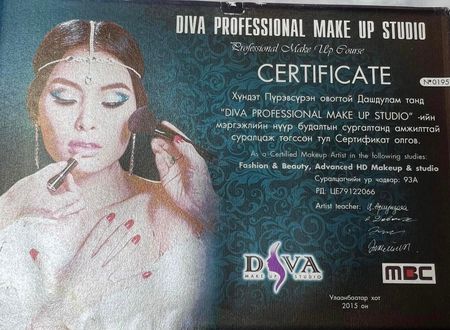 DIVA PROFESSIONAL MAKE UP STUDIO
Professional Make Up Course
CERTIFICATE
№0195
Хүндэт Пүрэвсүрэн овогтой Дашдулам танд
"DIVA PROFESSIONAL MAKE UP STUDIO" -ийн
мэргэжлийн нүүр будалтын сургалтанд амжилттай
суралцаж төгссөн тул Сертификат олгов.
As a Certified Makeup Artist in the following studies:
Fashion & Beauty, Advanced HD Makeup & studio
Суралцагчийн ур чадвар: 93А
РД: ЦЕ79122066
Artist teacher:
DIVA
MAKE UP STUDIO
MBC
Улаанбаатар хот
2015 он